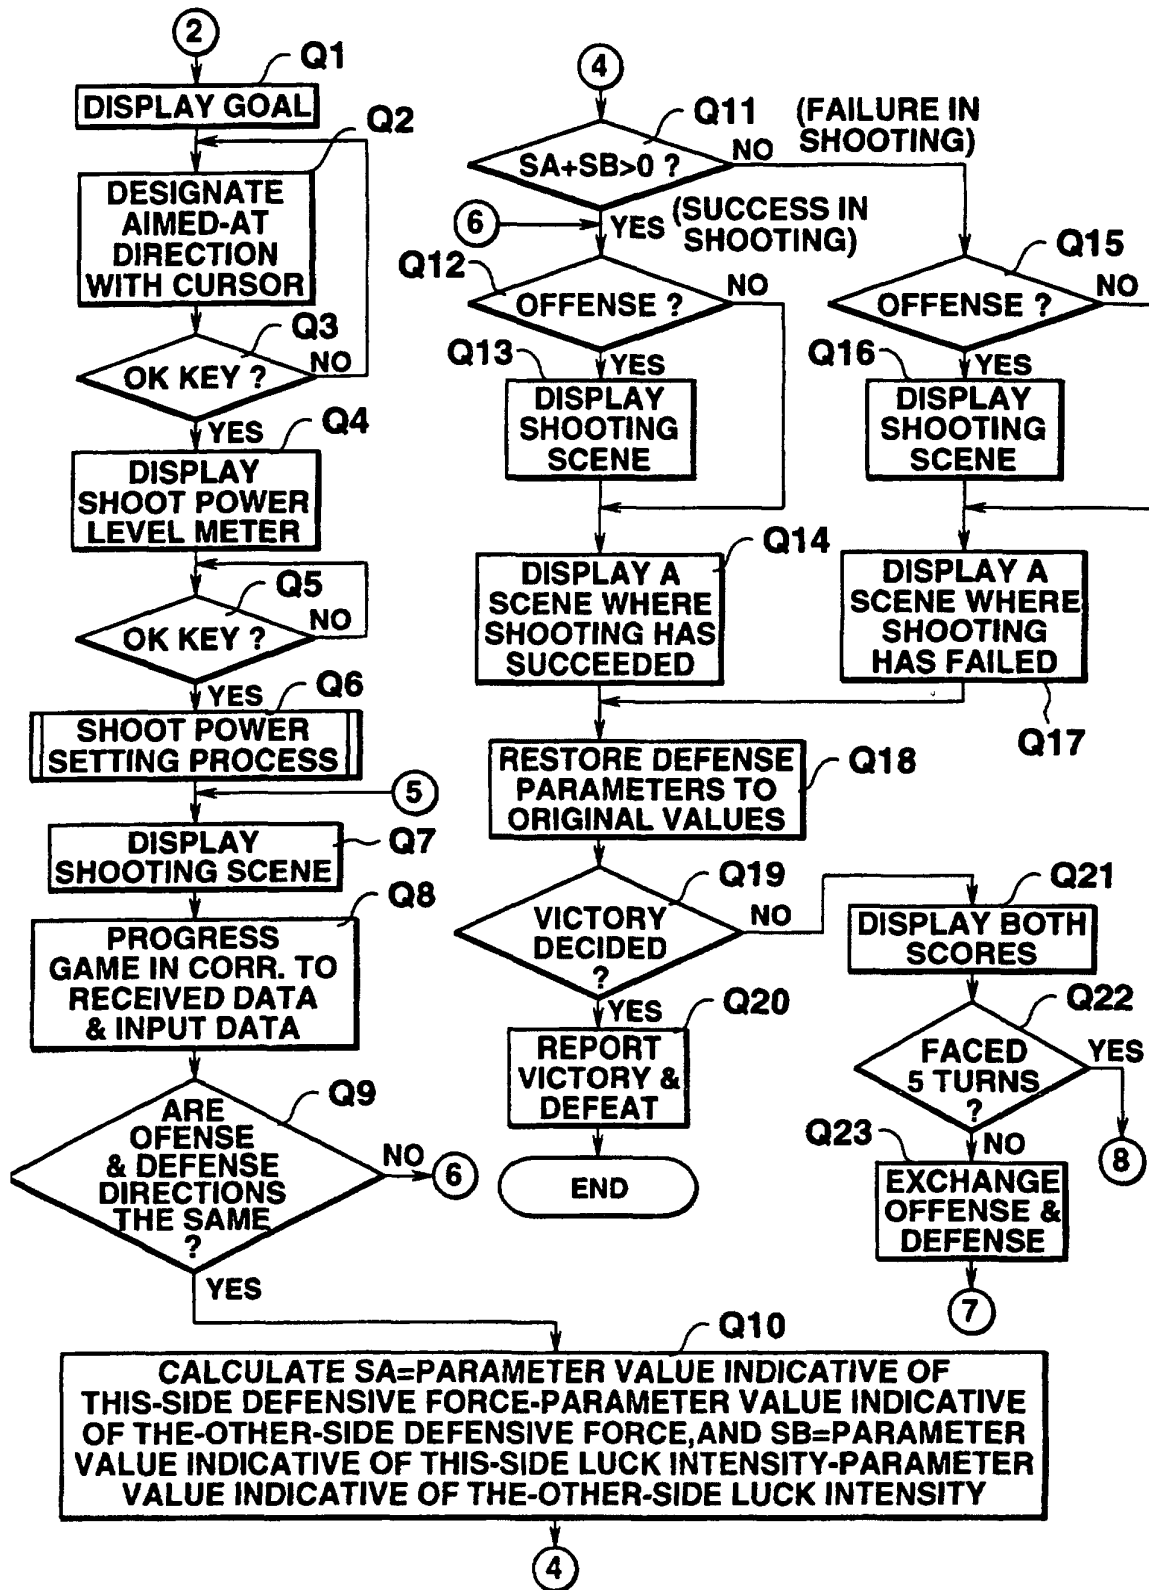 2
Q1
DISPLAY GOAL
Q2
DESIGNATE
AIMED-AT
DIRECTION
WITH CURSOR
Q3
OK KEY ?
NO
YES
Q4
DISPLAY
SHOOT POWER
LEVEL METER
Q5
OK KEY ?
NO
YES
Q6
SHOOT POWER
SETTING PROCESS
5
DISPLAY
SHOOTING SCENE
Q7
Q8
PROGRESS
GAME IN CORR. TO
RECEIVED DATA
& INPUT DATA
Q9
ARE
OFENSE
& DEFENSE
DIRECTIONS
THE SAME
?
NO
6
YES
Q10
CALCULATE SA=PARAMETER VALUE INDICATIVE OF
THIS-SIDE DEFENSIVE FORCE-PARAMETER VALUE INDICATIVE
OF THE-OTHER-SIDE DEFENSIVE FORCE,AND SB=PARAMETER
VALUE INDICATIVE OF THIS-SIDE LUCK INTENSITY-PARAMETER
VALUE INDICATIVE OF THE-OTHER-SIDE LUCK INTENSITY
4
4
Q11
SA+SB>0 ?
NO
(FAILURE IN
SHOOTING)
6
YES
(SUCCESS IN
SHOOTING)
Q12
OFFENSE ?
NO
Q13
YES
DISPLAY
SHOOTING
SCENE
Q14
DISPLAY A
SCENE WHERE
SHOOTING HAS
SUCCEEDED
Q15
OFFENSE ?
NO
Q16
YES
DISPLAY
SHOOTING
SCENE
DISPLAY A
SCENE WHERE
SHOOTING
HAS FAILED
Q17
RESTORE DEFENSE
PARAMETERS TO
ORIGINAL VALUES
Q18
Q19
VICTORY
DECIDED
?
NO
YES
Q20
REPORT
VICTORY &
DEFEAT
END
Q21
DISPLAY BOTH
SCORES
Q22
FACED
5 TURNS
?
YES
8
Q23
NO
EXCHANGE
OFFENSE &
DEFENSE
7